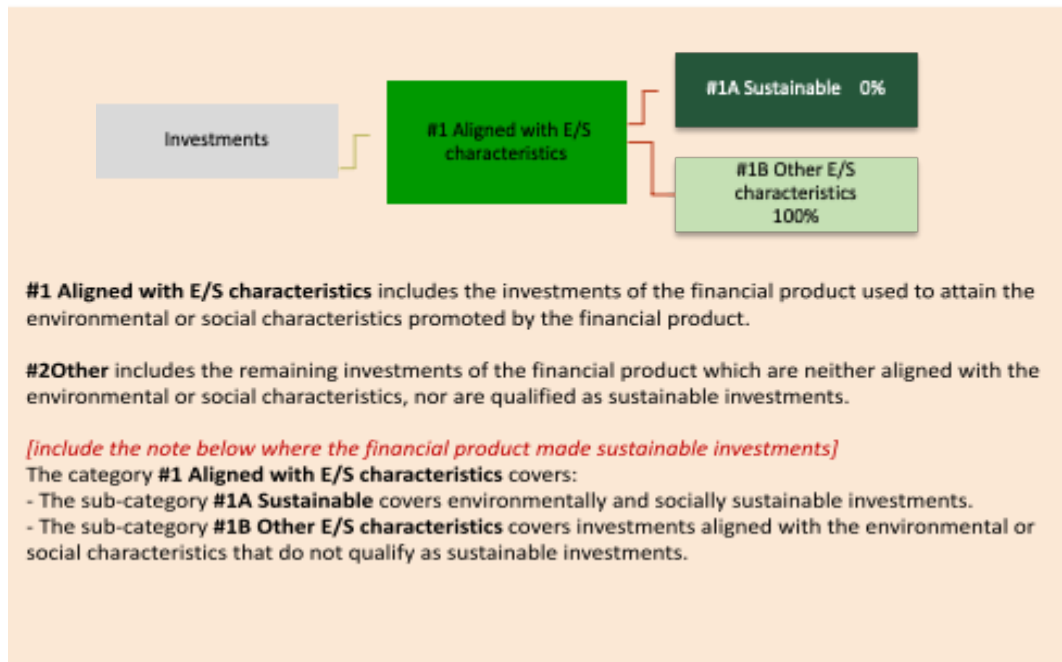 Investments
#1 Aligned with E/S
characteristics
#1A Sustainable 0%
#1B Other E/S
characteristics
100%
#1 Aligned with E/S characteristics includes the investments of the financial product used to attain the
environmental or social characteristics promoted by the financial product.
#2Other includes the remaining investments of the financial product which are neither aligned with the
environmental or social characteristics, nor are qualified as sustainable investments.
[include the note below where the financial product made sustainable investments]
The category #1 Aligned with E/S characteristics covers:
- The sub-category #1A Sustainable covers environmentally and socially sustainable investments.
- The sub-category #1B Other E/S characteristics covers investments aligned with the environmental or
social characteristics that do not qualify as sustainable investments.